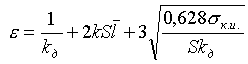 ε = 1/k_д + 2kSl̄ + 3√(0,628σ_к.и. / Sk_д)